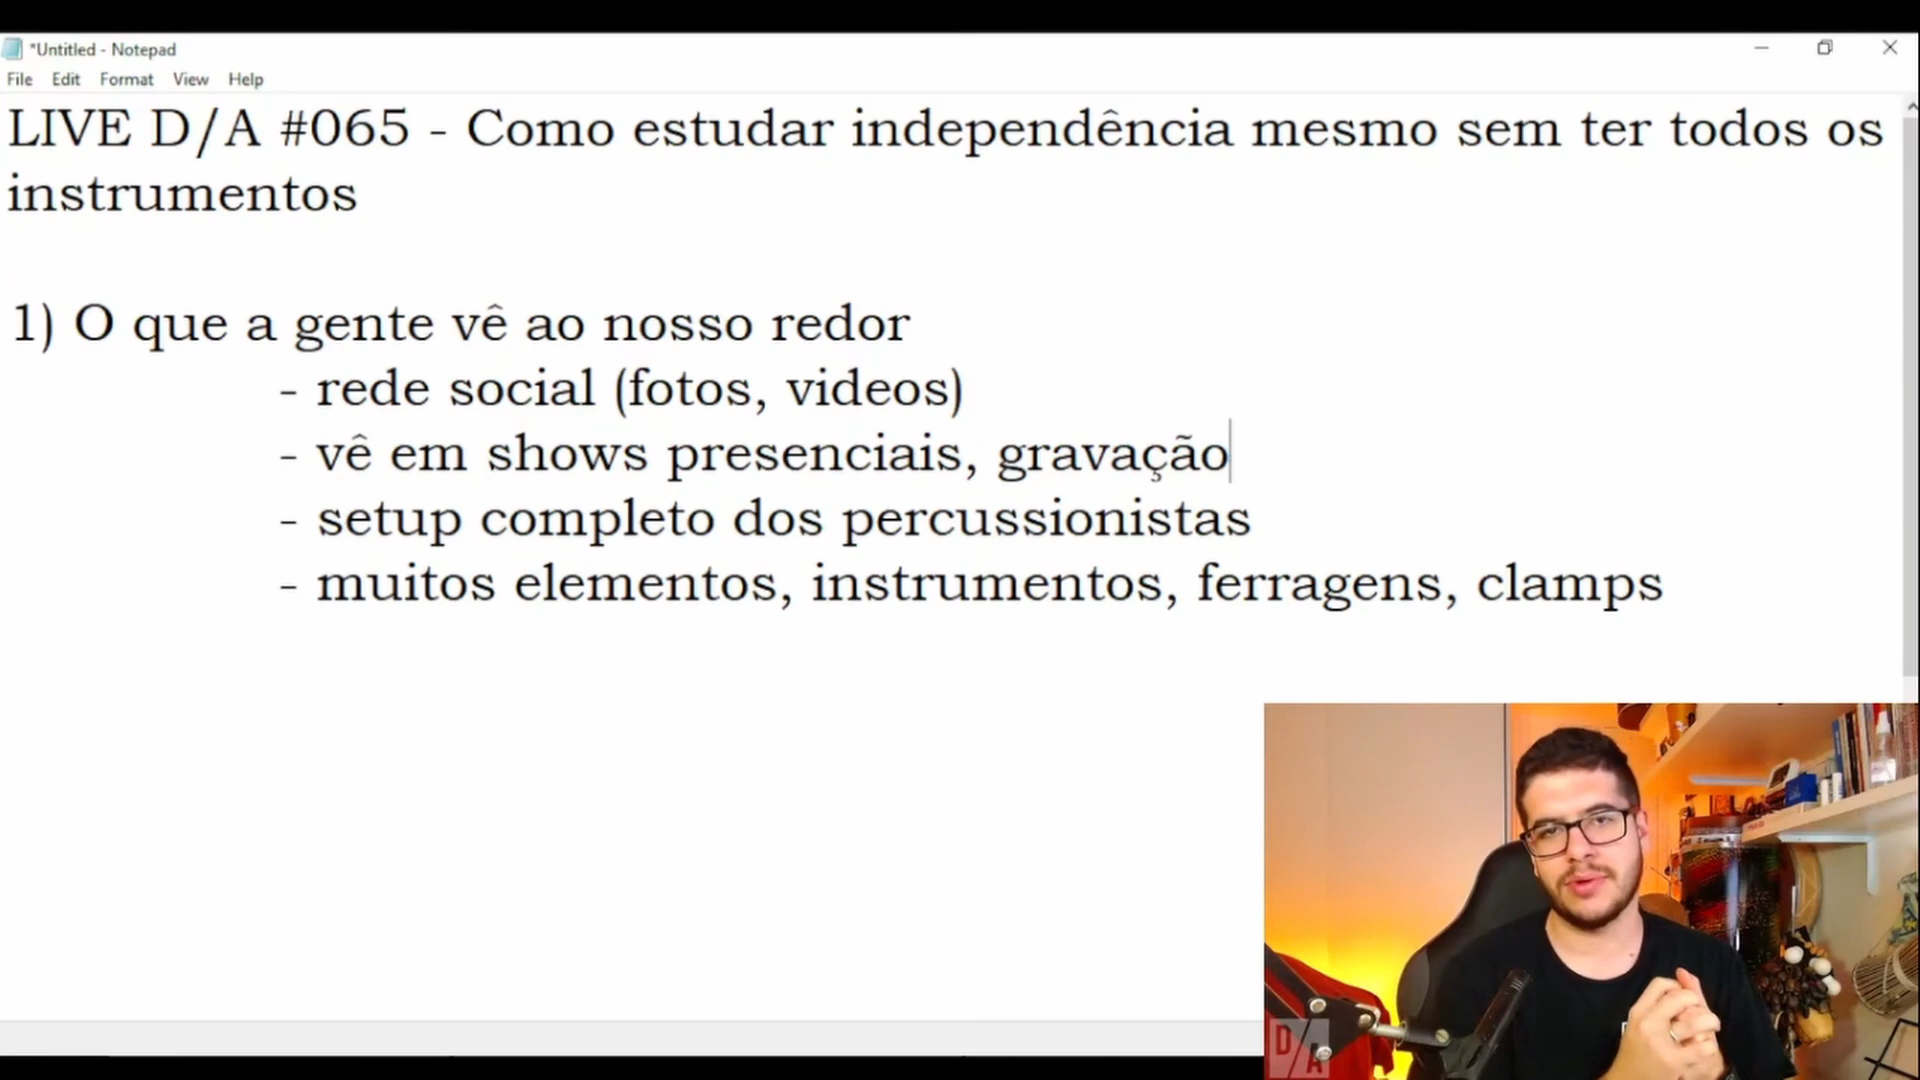 *Untitled - Notepad
File Edit Format View Help
LIVE D/A #065 - Como estudar independência mesmo sem ter todos os
instrumentos
1) O que a gente vê ao nosso redor
- rede social (fotos, videos)
- vê em shows presenciais, gravação
- setup completo dos percussionistas
- muitos elementos, instrumentos, ferragens, clamps
D/A